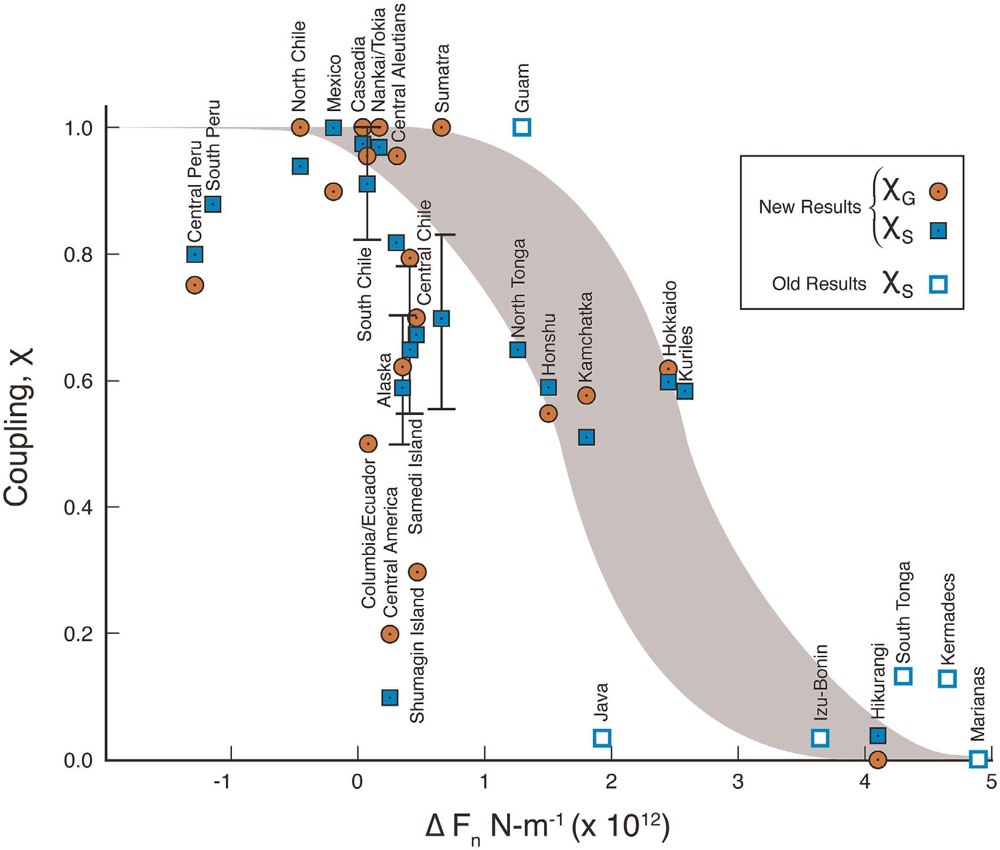 North Chile
Mexico
Cascadia
Nankai/Tokia
Central Aleutians
Sumatra
Guam
Central Peru
South Peru
South Chile
Central Chile
Alaska
Samedi Island
Columbia/Ecuador
Central America
Shumagin Island
North Tonga
Honshu
Kamchatka
Hokkaido
Kuriles
Java
Izu-Bonin
Hikurangi
South Tonga
Kermadecs
Marianas
New Results
χG
χS
Old Results χS
Coupling, χ
1.0
0.8
0.6
0.4
0.2
0.0
-1 0 1 2 3 4 5
Δ Fn N-m-1 (x 1012)